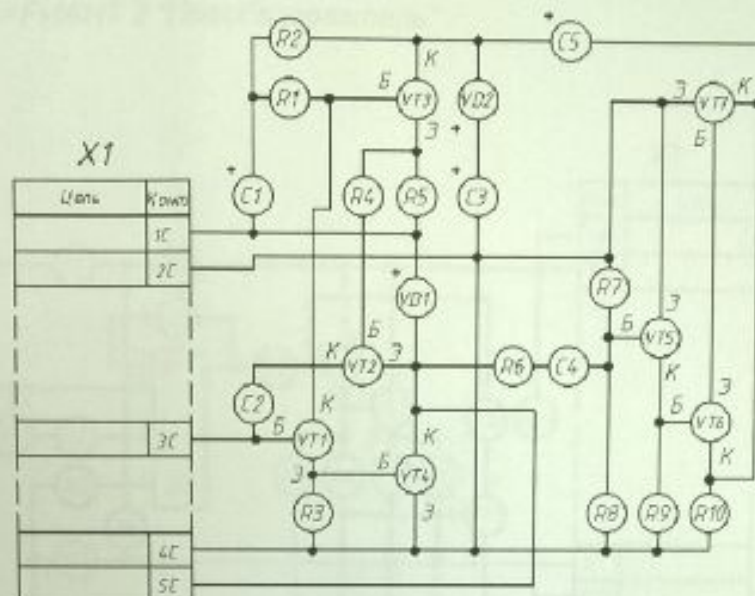 R2
К
+
C5
R1
Б
VT3
VD2
Э
VT7
К
Э
+
Б
X1
+
+
Цепь
Конт
C1
R4
R5
C3
1С
2С
+
VD1
R7
Э
Б
К
Б
VT5
VT2
Э
R6
C4
К
C2
К
Э
Б
VT6
3С
Б
VT1
К
К
Э
Б
VT4
R3
Э
R8
R9
R10
4С
5С